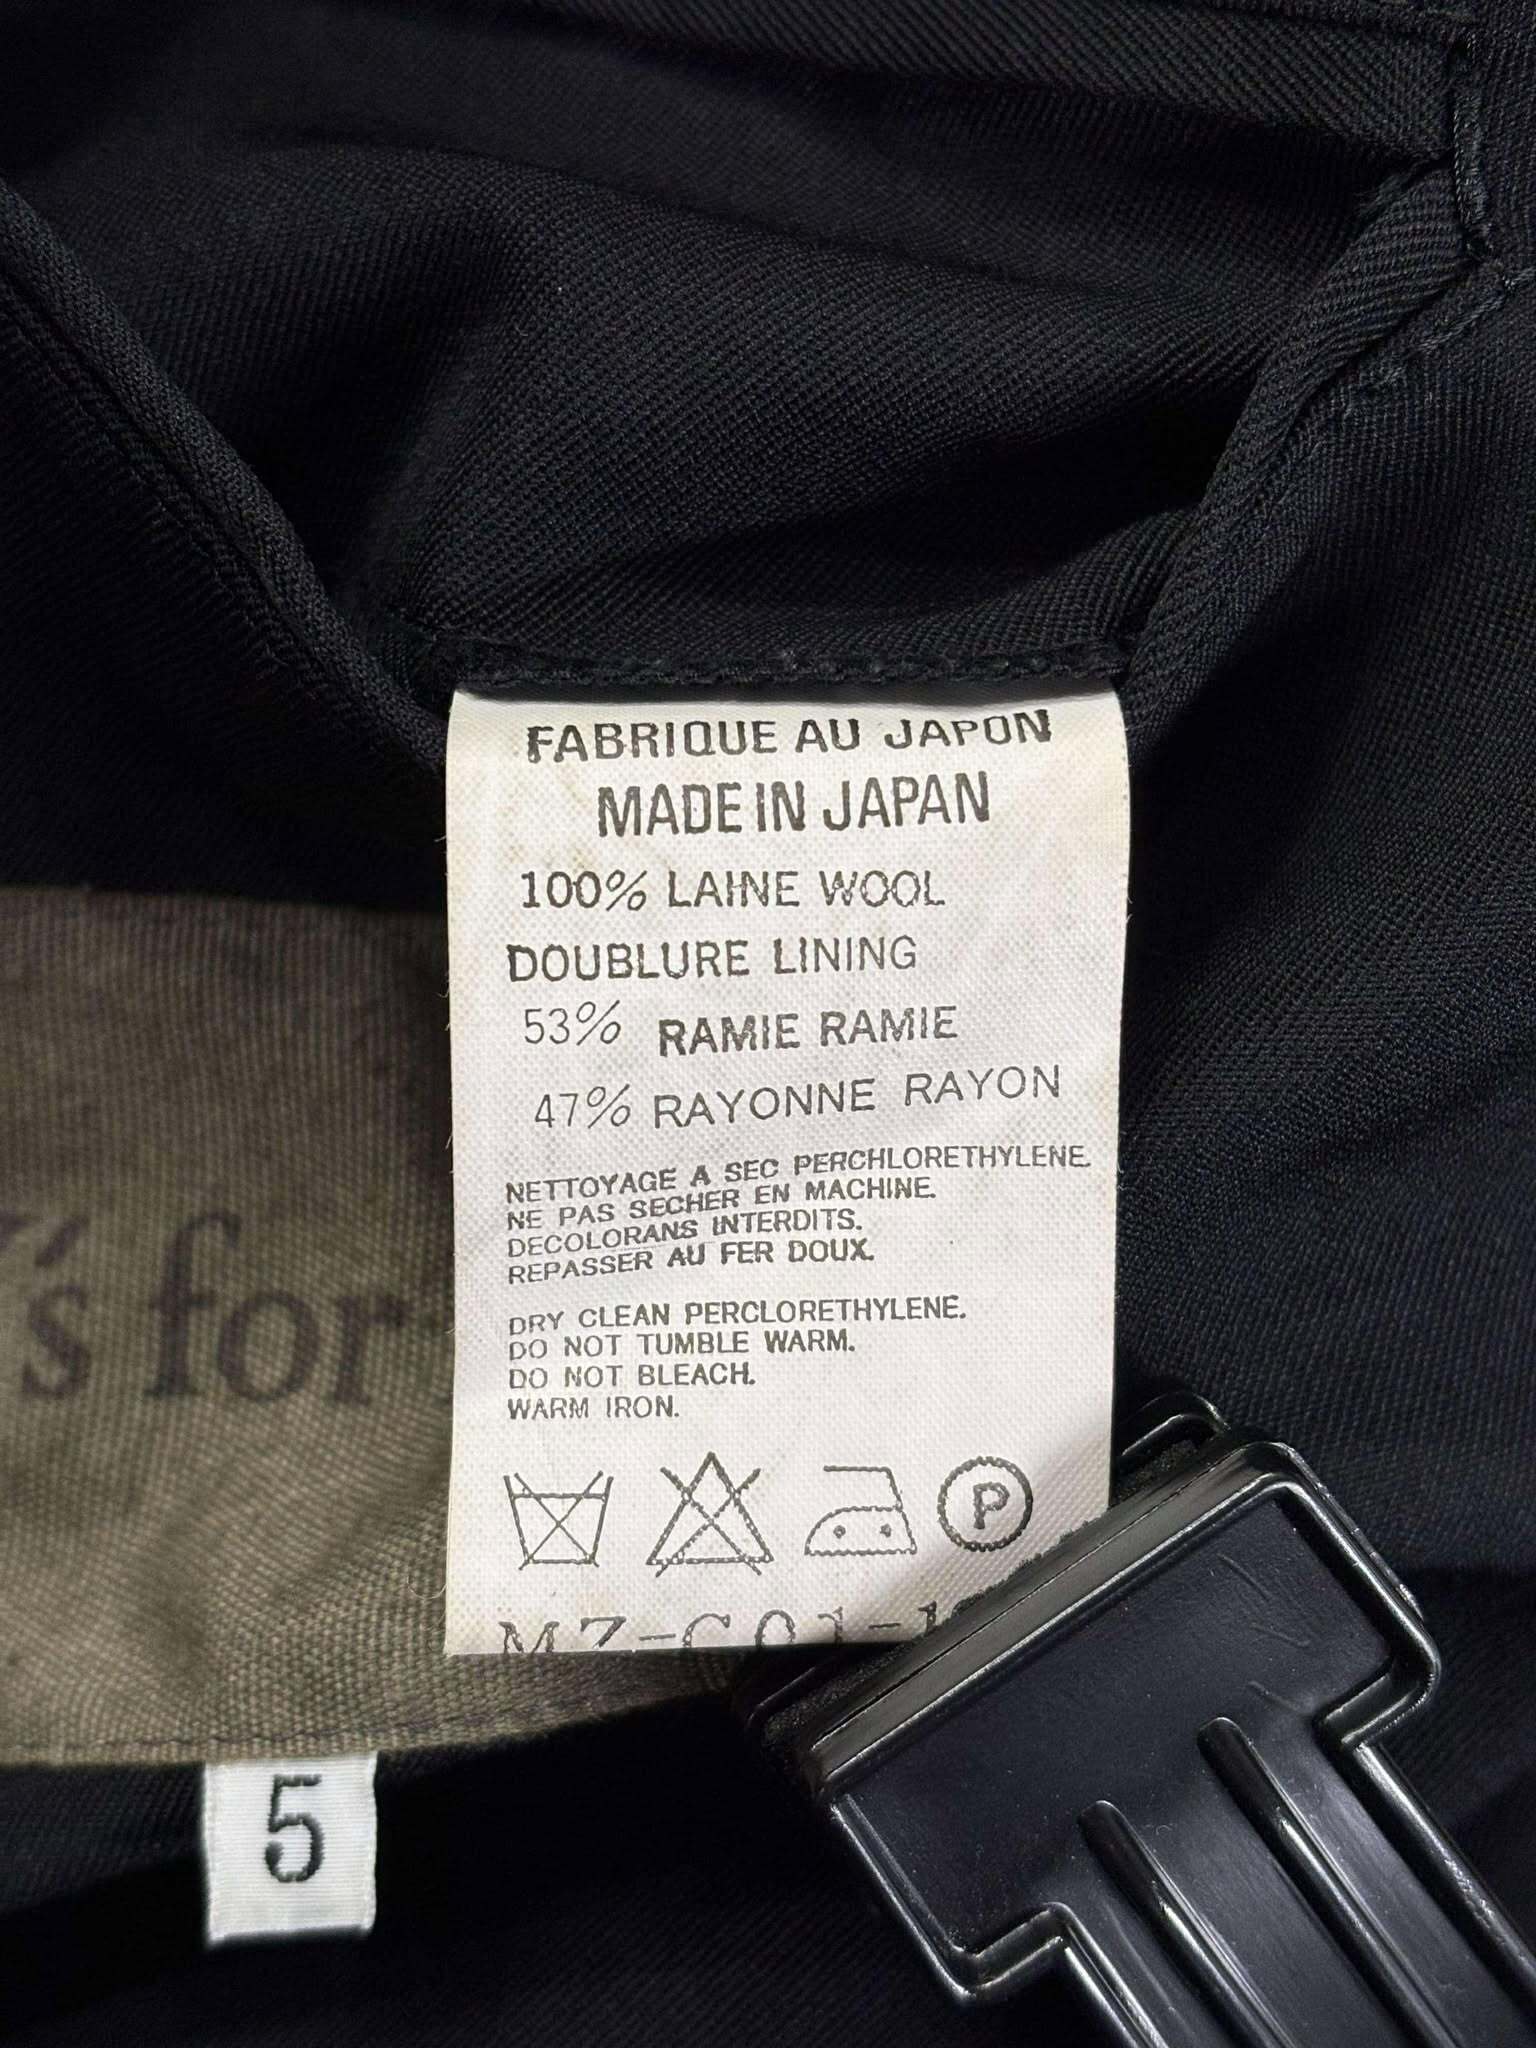 FABRIQUE AU JAPON
MADE IN JAPAN
100% LAINE WOOL
DOUBLURE LINING
53% RAMIE RAMIE
47% RAYONNE RAYON
NETTOYAGE A SEC PERCHLORETHYLENE.
NE PAS SECHER EN MACHINE.
DECOLORANS INTERDITS.
REPASSER AU FER DOUX.
DRY CLEAN PERCLORETHYLENE.
DO NOT TUMBLE WARM.
DO NOT BLEACH.
WARM IRON.
P
's for
5